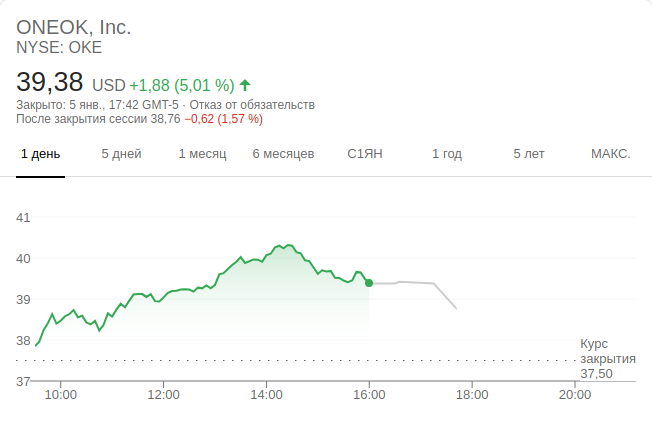 ONEOK, Inc.
NYSE: OKE
39,38 USD +1,88 (5,01 %)
Закрыто: 5 янв., 17:42 GMT-5 · Отказ от обязательств
После закрытия сессии 38,76 −0,62 (1,57 %)
1 день 5 дней 1 месяц 6 месяцев С1ЯН 1 год 5 лет МАКС.
41
40
39
38
Курс
закрытия
37,50
37
10:00 12:00 14:00 16:00 18:00 20:00